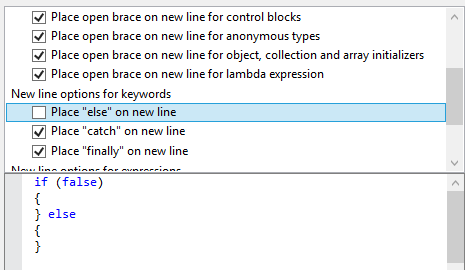 Place open brace on new line for control blocks
Place open brace on new line for anonymous types
Place open brace on new line for object, collection and array initializers
Place open brace on new line for lambda expression
New line options for keywords
Place "else" on new line
Place "catch" on new line
Place "finally" on new line
New line options for expressions
if (false)
{
} else
{
}